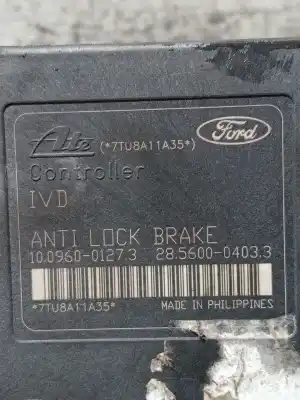 Ate (*7TU8A11A35*) Ford
Controller
IVD
ANTI LOCK BRAKE
10.0960-0127.3 28.5600-0403.3
*7TU8A11A35* MADE IN PHILIPPINES